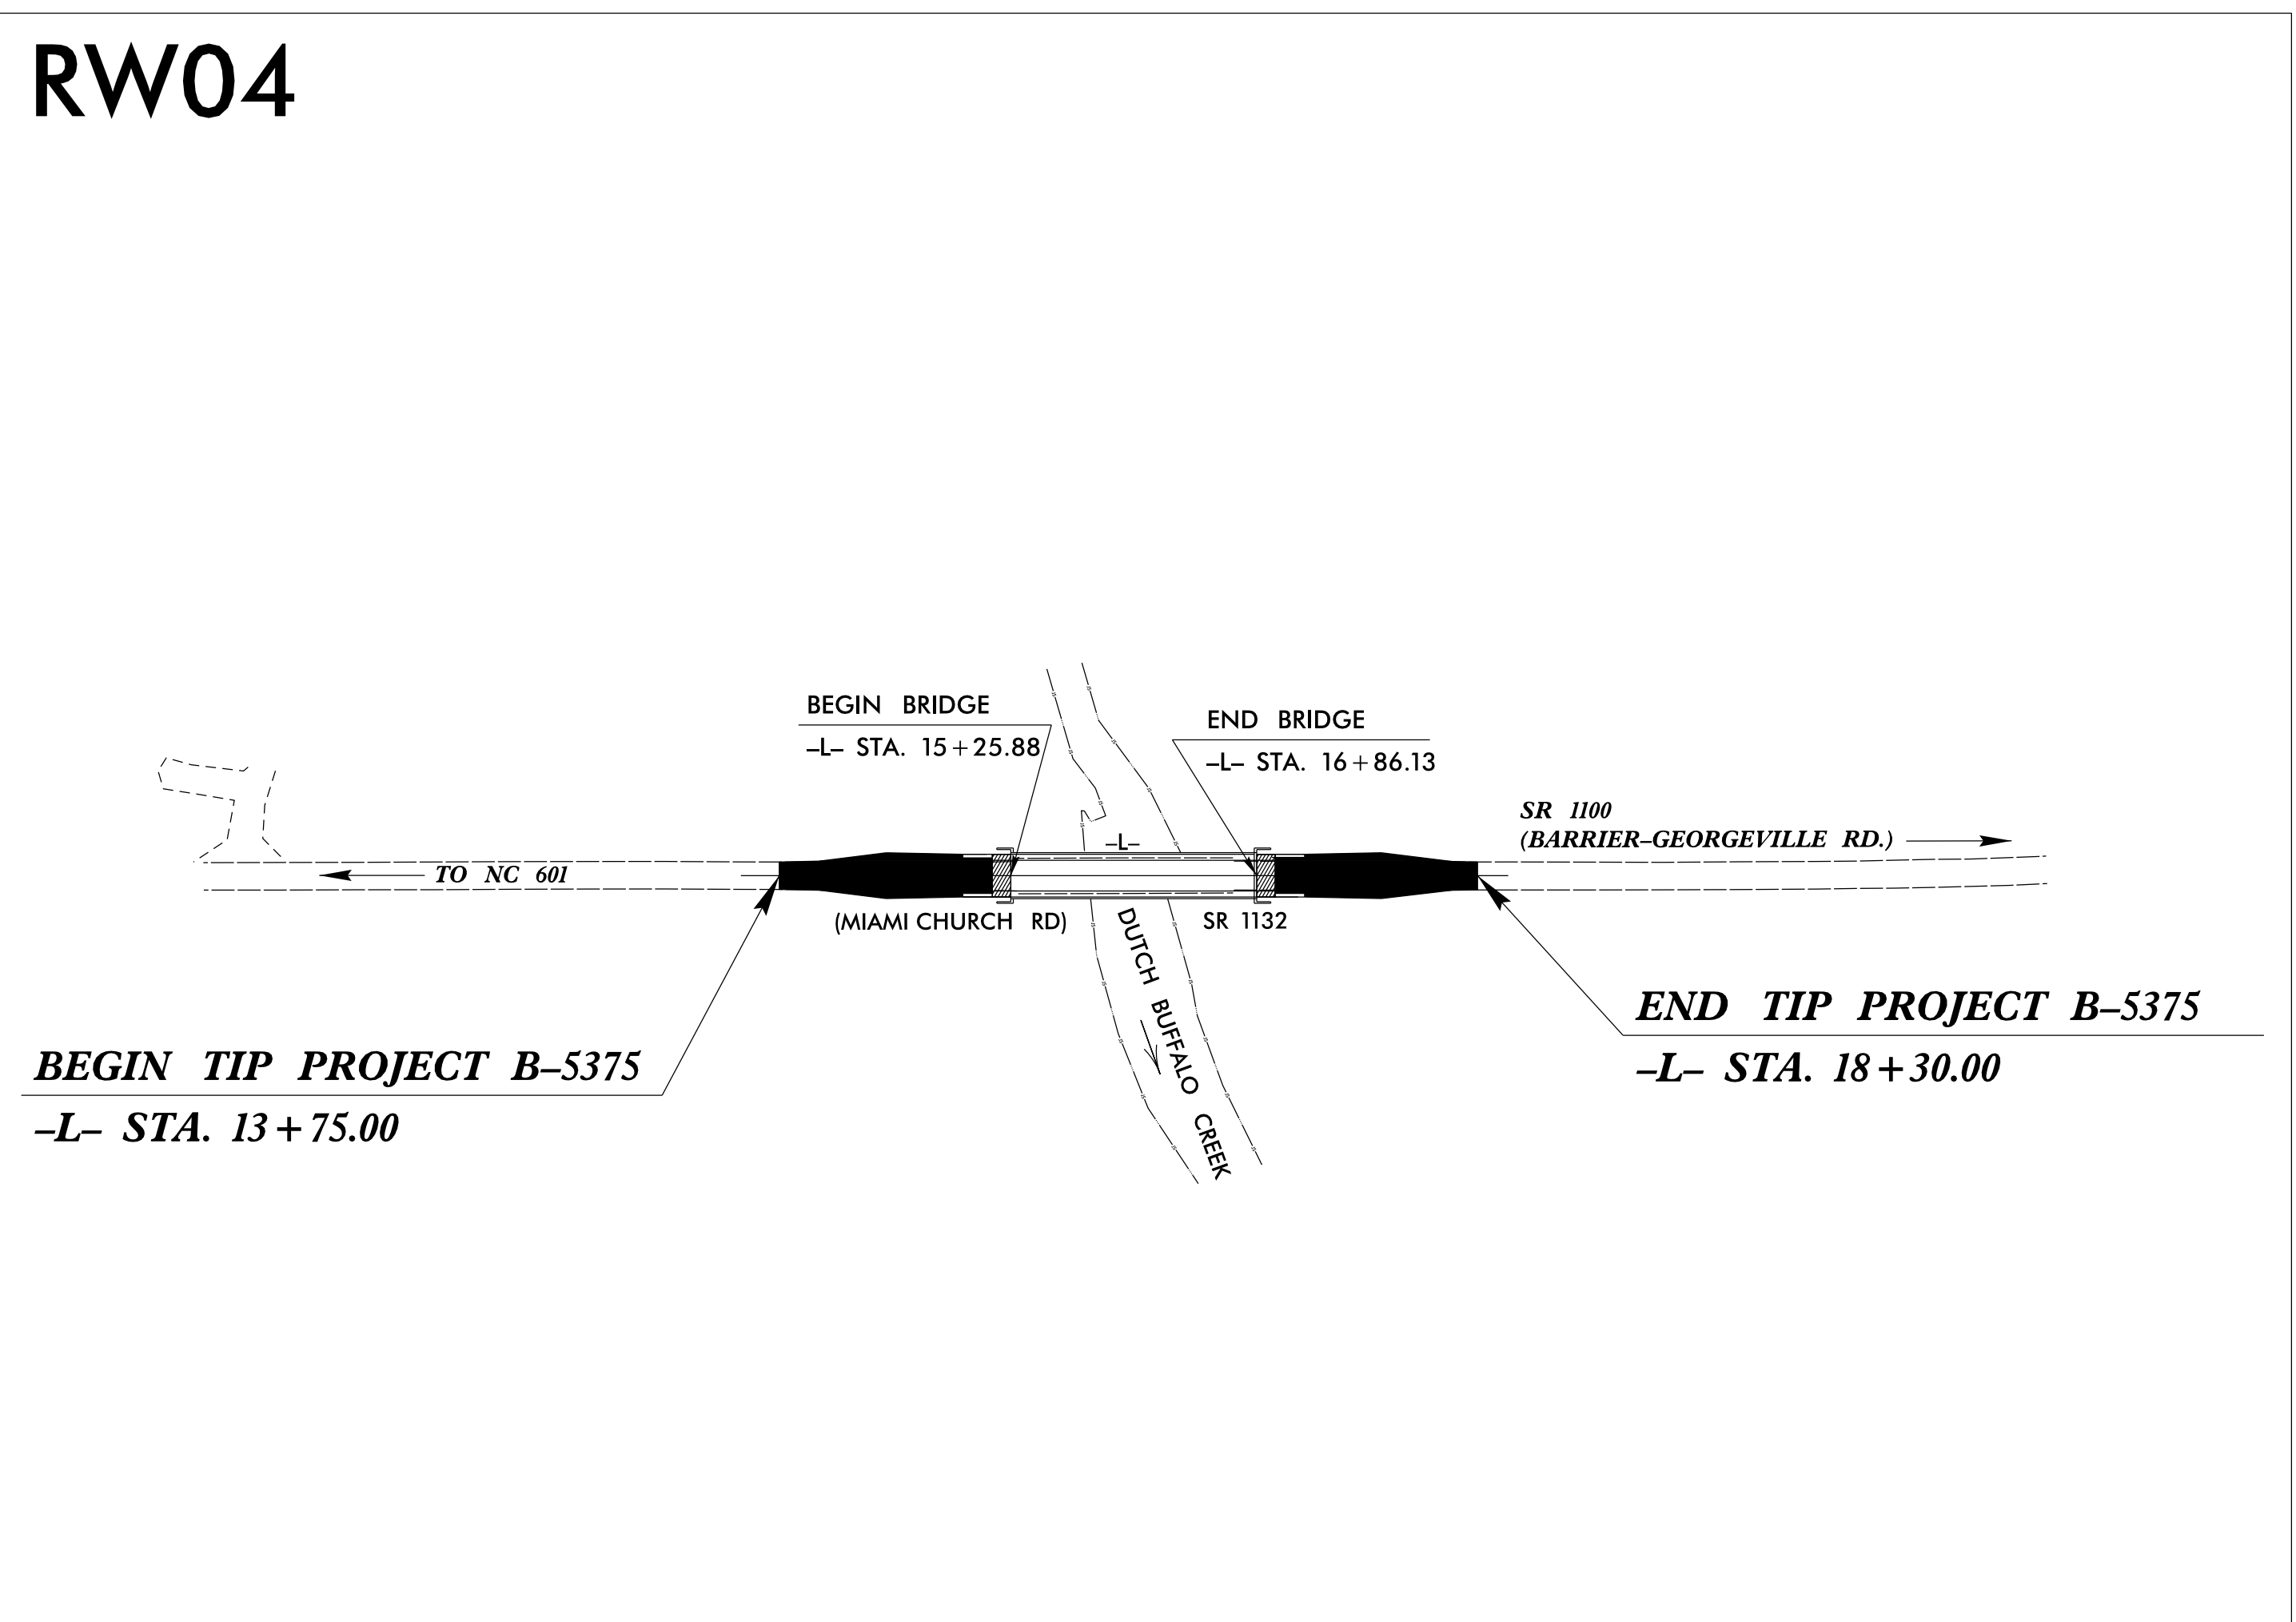 RW04
BEGIN BRIDGE
–L– STA. 15+25.88
END BRIDGE
–L– STA. 16+86.13
SR 1100
(BARRIER–GEORGEVILLE RD.)
–L–
TO NC 601
(MIAMI CHURCH RD)
SR 1132
DUTCH BUFFALO CREEK
END TIP PROJECT B–5375
–L– STA. 18+30.00
BEGIN TIP PROJECT B–5375
–L– STA. 13+75.00